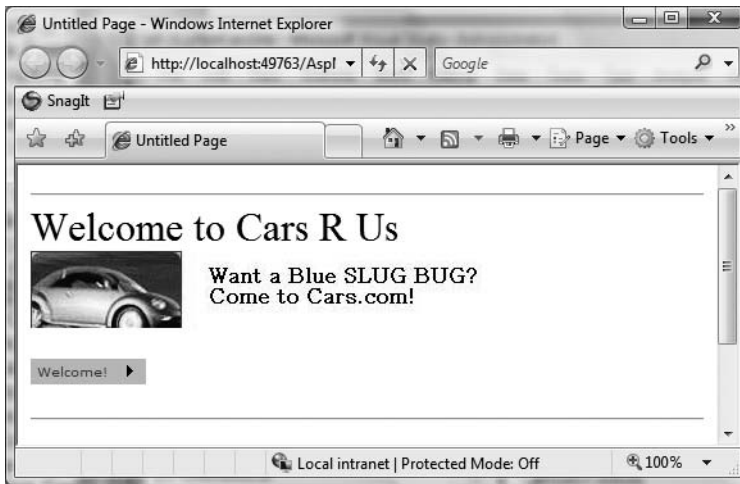 Untitled Page - Windows Internet Explorer
http://localhost:49763/AspI
Google
SnagIt
Untitled Page
Page
Tools
Welcome to Cars R Us
Want a Blue SLUG BUG?
Come to Cars.com!
Welcome!
Local intranet | Protected Mode: Off
100%